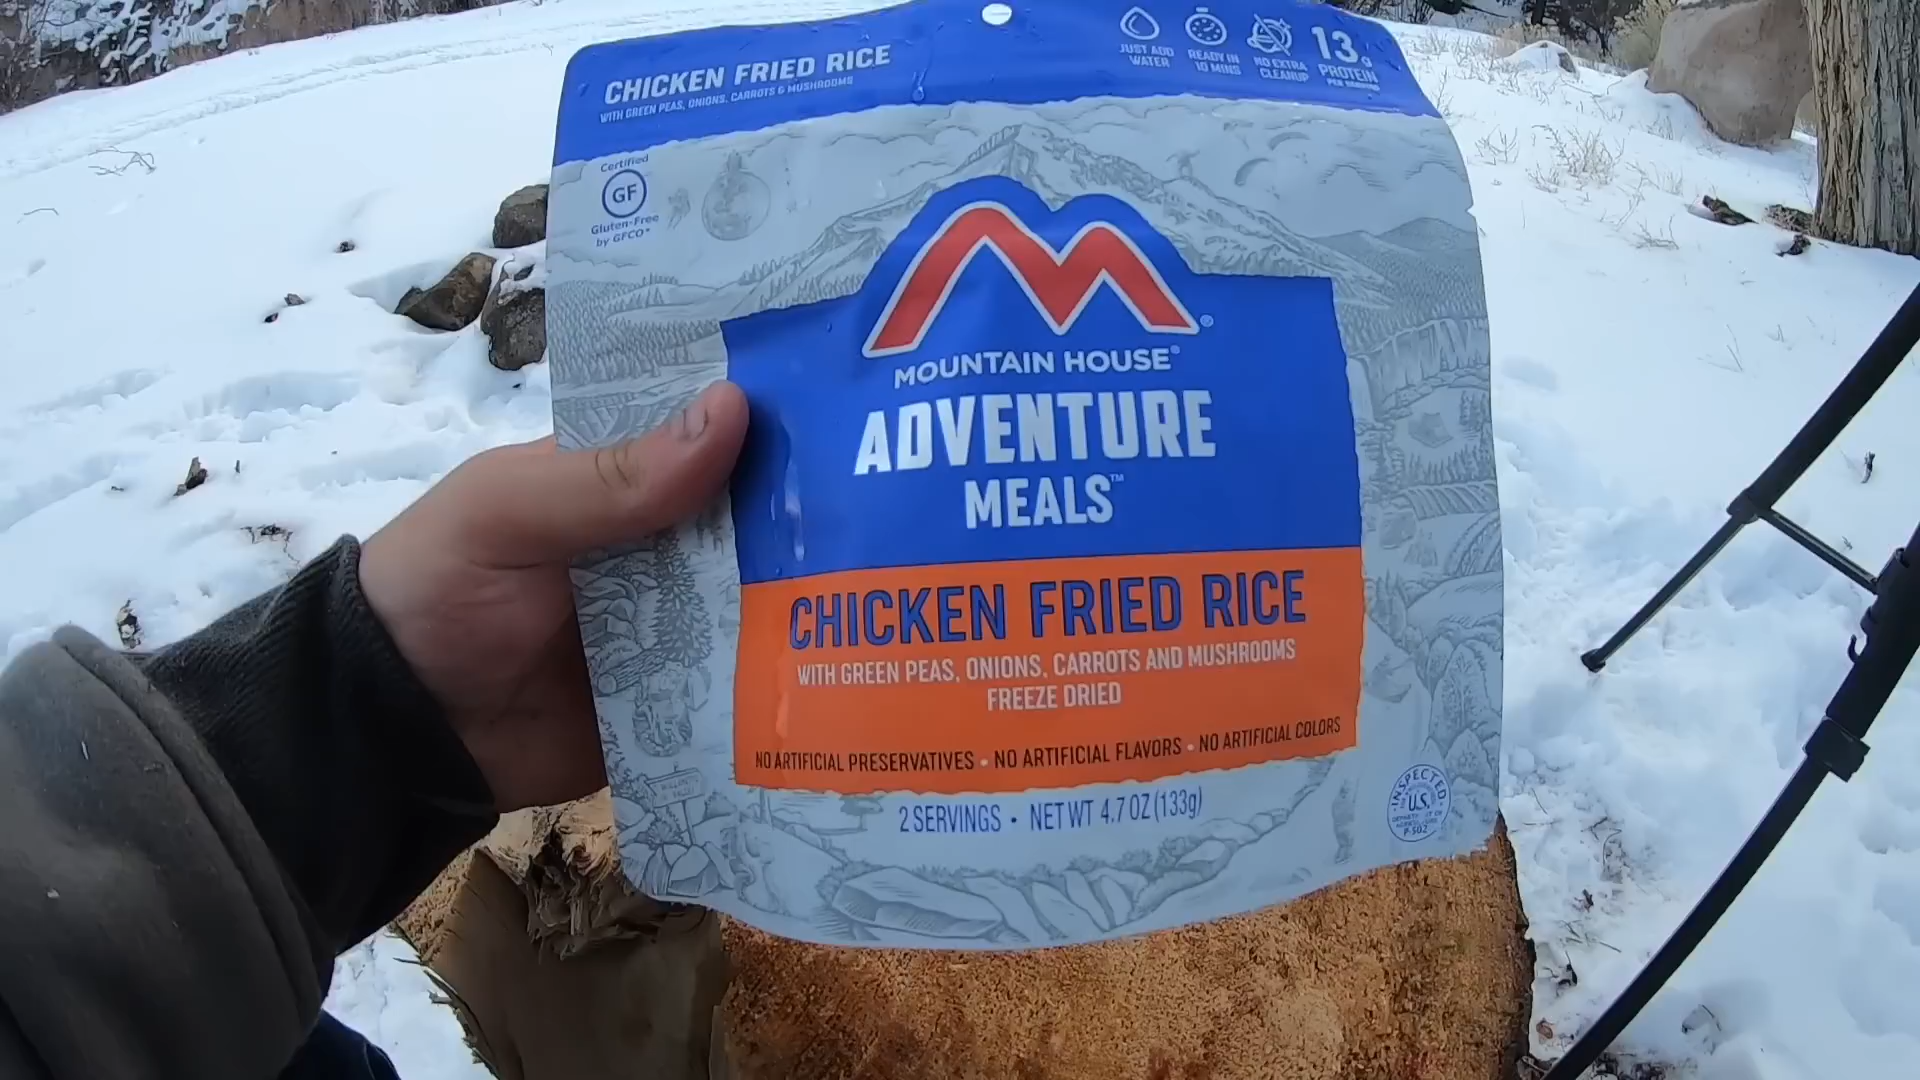 CHICKEN FRIED RICE
WITH GREEN PEAS, ONIONS, CARROTS & MUSHROOMS
JUST ADD
WATER
READY IN
10 MINS
NO EXTRA
CLEANUP
13g
PROTEIN
PER SERVING
Certified
GF
Gluten-Free
by GFCO
MOUNTAIN HOUSE®
ADVENTURE
MEALS™
CHICKEN FRIED RICE
WITH GREEN PEAS, ONIONS, CARROTS AND MUSHROOMS
FREEZE DRIED
NO ARTIFICIAL PRESERVATIVES • NO ARTIFICIAL FLAVORS • NO ARTIFICIAL COLORS
2 SERVINGS • NET WT 4.7 OZ (133g)
INSPECTED
U.S.
P-502